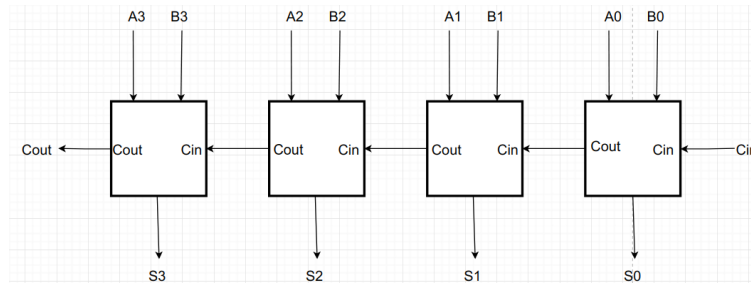 A3 B3 A2 B2 A1 B1 A0 B0
Cout Cout Cin Cout Cin Cout Cin Cout Cin
S3 S2 S1 S0